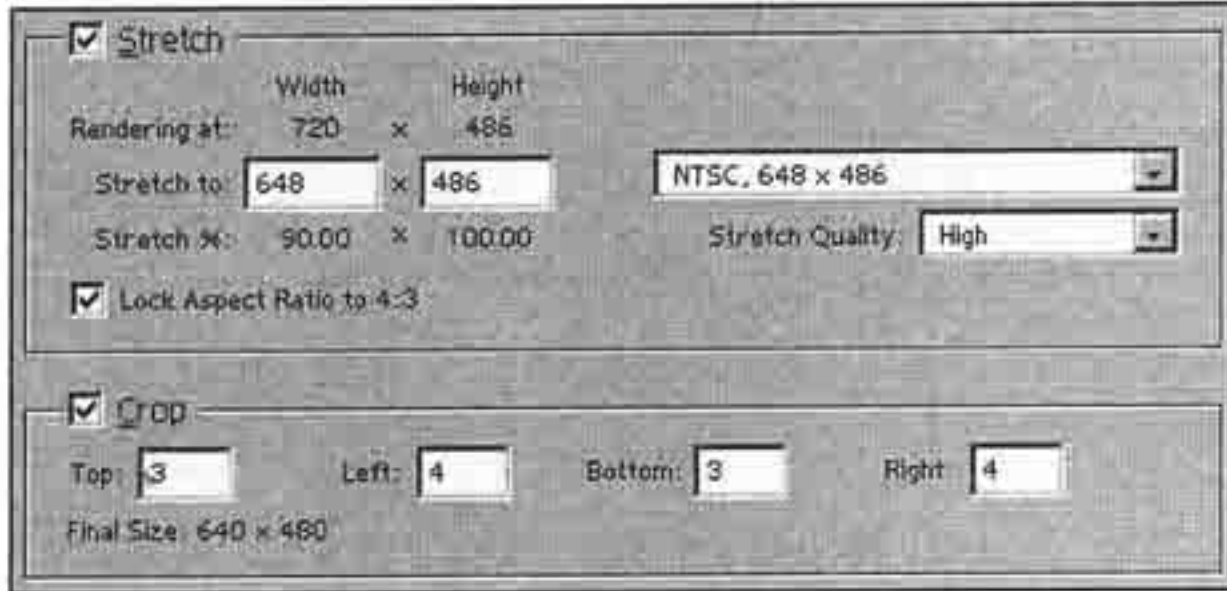 Stretch
Width Height
Rendering at: 720 x 486
Stretch to: 648 x 486 NTSC, 648 x 486
Stretch %: 90.00 x 100.00 Stretch Quality: High
Lock Aspect Ratio to 4:3
Crop
Top: 3 Left: 4 Bottom: 3 Right 4
Final Size: 640 x 480